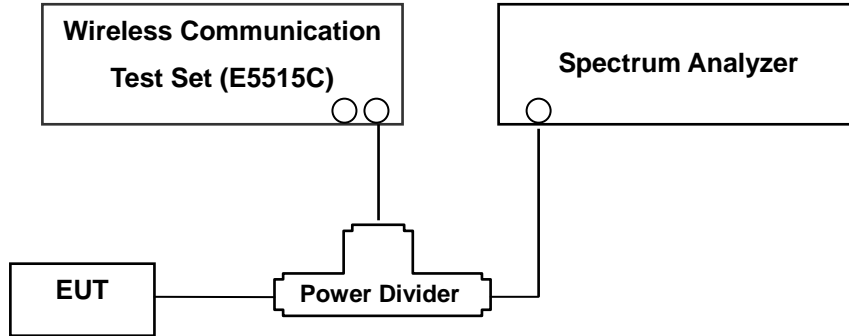 Wireless Communication
Test Set (E5515C)
Spectrum Analyzer
EUT
Power Divider